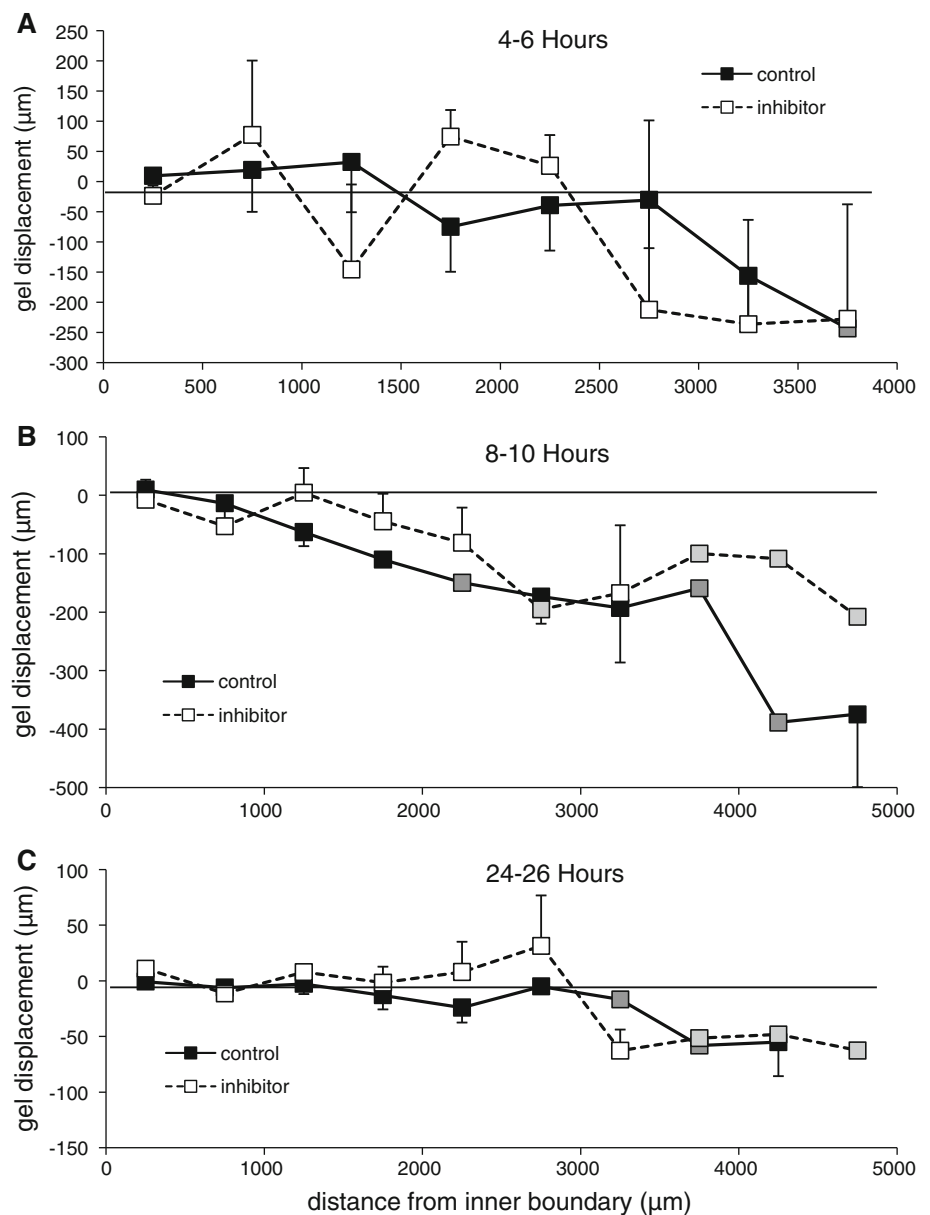 A
4-6 Hours
gel displacement (µm)
250
200
150
100
50
0
-50
-100
-150
-200
-250
-300
control
inhibitor
0 500 1000 1500 2000 2500 3000 3500 4000
B
8-10 Hours
gel displacement (µm)
100
0
-100
-200
-300
-400
-500
control
inhibitor
0 1000 2000 3000 4000 5000
C
24-26 Hours
gel displacement (µm)
100
50
0
-50
-100
-150
control
inhibitor
0 1000 2000 3000 4000 5000
distance from inner boundary (µm)